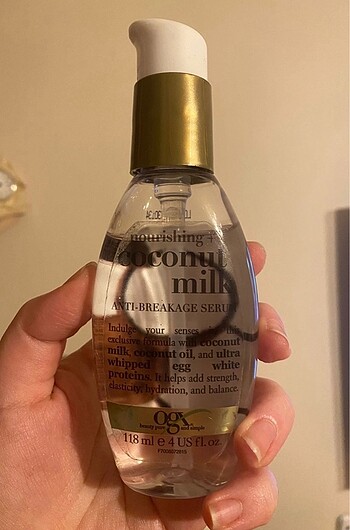 nourishing +
coconut
milk
ANTI-BREAKAGE SERUM
Indulge your senses in this
exclusive formula with coconut
milk, coconut oil, and ultra
whipped egg white
proteins. It helps add strength,
elasticity, hydration, and balance.
ogx
beauty pure and simple
118 ml e 4 US fl. oz.